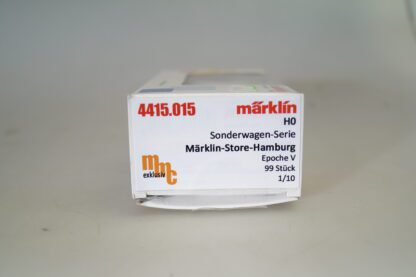 4415.015 märklin
H0
Sonderwagen-Serie
Märklin-Store-Hamburg
Epoche V
99 Stück
1/10
mmc
exklusiv